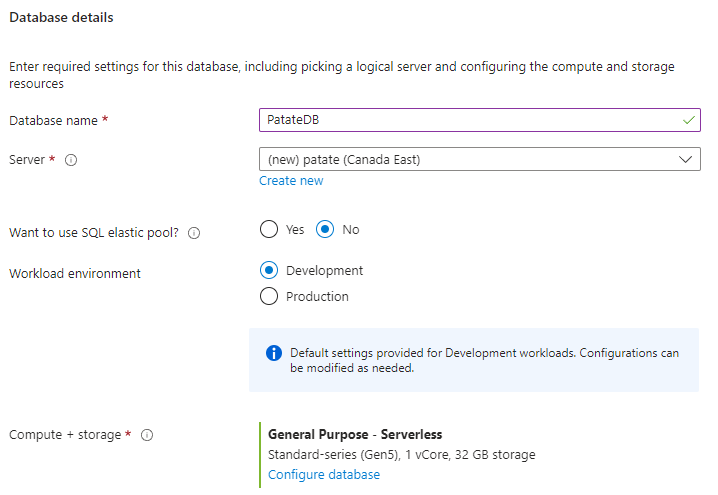 Database details
Enter required settings for this database, including picking a logical server and configuring the compute and storage
resources
Database name *
PatateDB
Server *
(new) patate (Canada East)
Create new
Want to use SQL elastic pool?
Yes
No
Workload environment
Development
Production
Default settings provided for Development workloads. Configurations can
be modified as needed.
Compute + storage *
General Purpose - Serverless
Standard-series (Gen5), 1 vCore, 32 GB storage
Configure database